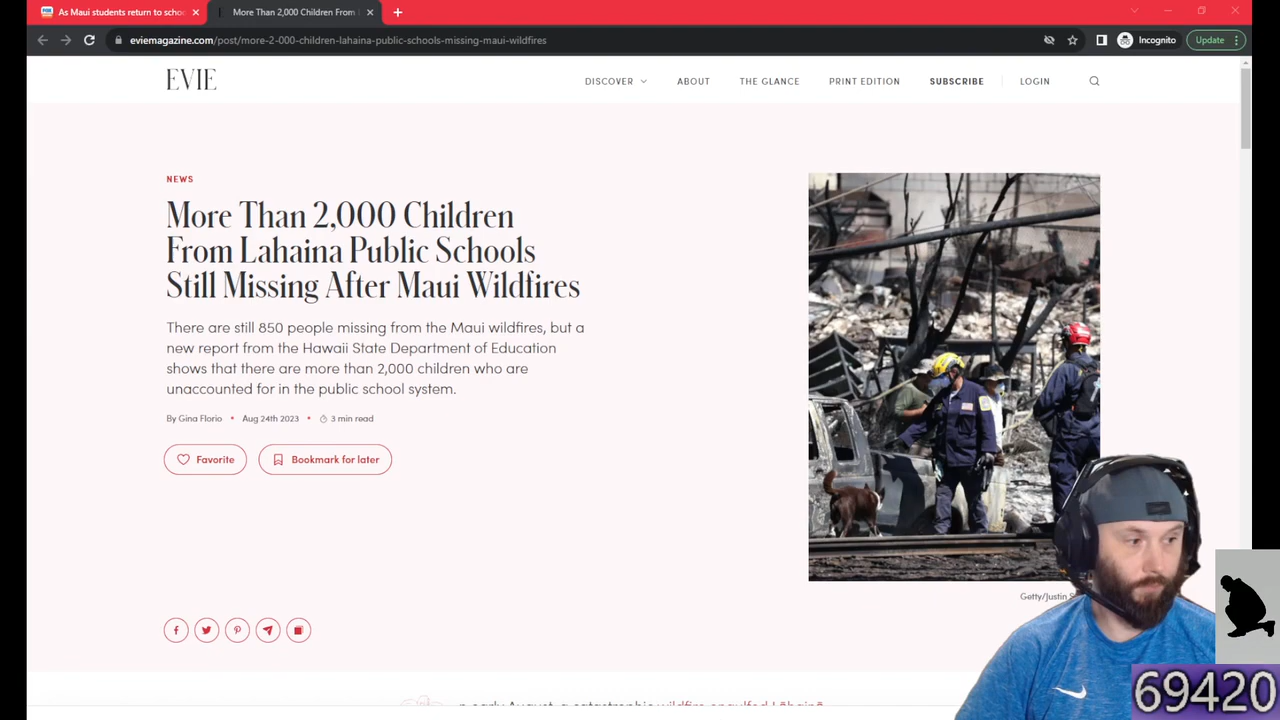 As Maui students return to schoo
More Than 2,000 Children From
eviemagazine.com/post/more-2-000-children-lahaina-public-schools-missing-maui-wildfires
Incognito
Update
EVIE
DISCOVER
ABOUT
THE GLANCE
PRINT EDITION
SUBSCRIBE
LOGIN
NEWS
More Than 2,000 Children
From Lahaina Public Schools
Still Missing After Maui Wildfires
There are still 850 people missing from the Maui wildfires, but a
new report from the Hawaii State Department of Education
shows that there are more than 2,000 children who are
unaccounted for in the public school system.
By Gina Florio • Aug 24th 2023 • 3 min read
Favorite
Bookmark for later
Getty/Justin
69420